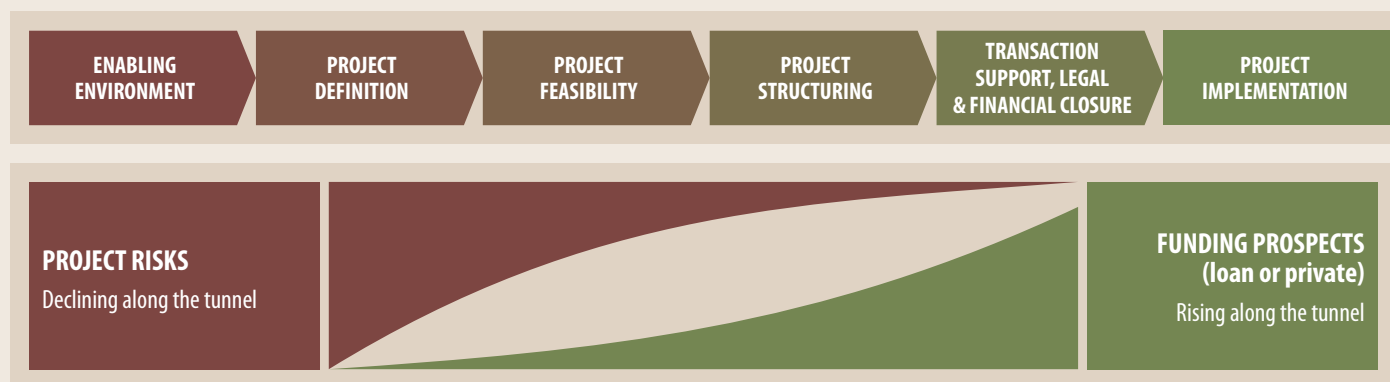 ENABLING
ENVIRONMENT
PROJECT
DEFINITION
PROJECT
FEASIBILITY
PROJECT
STRUCTURING
TRANSACTION
SUPPORT, LEGAL
& FINANCIAL CLOSURE
PROJECT
IMPLEMENTATION
PROJECT RISKS
Declining along the tunnel
FUNDING PROSPECTS
(loan or private)
Rising along the tunnel